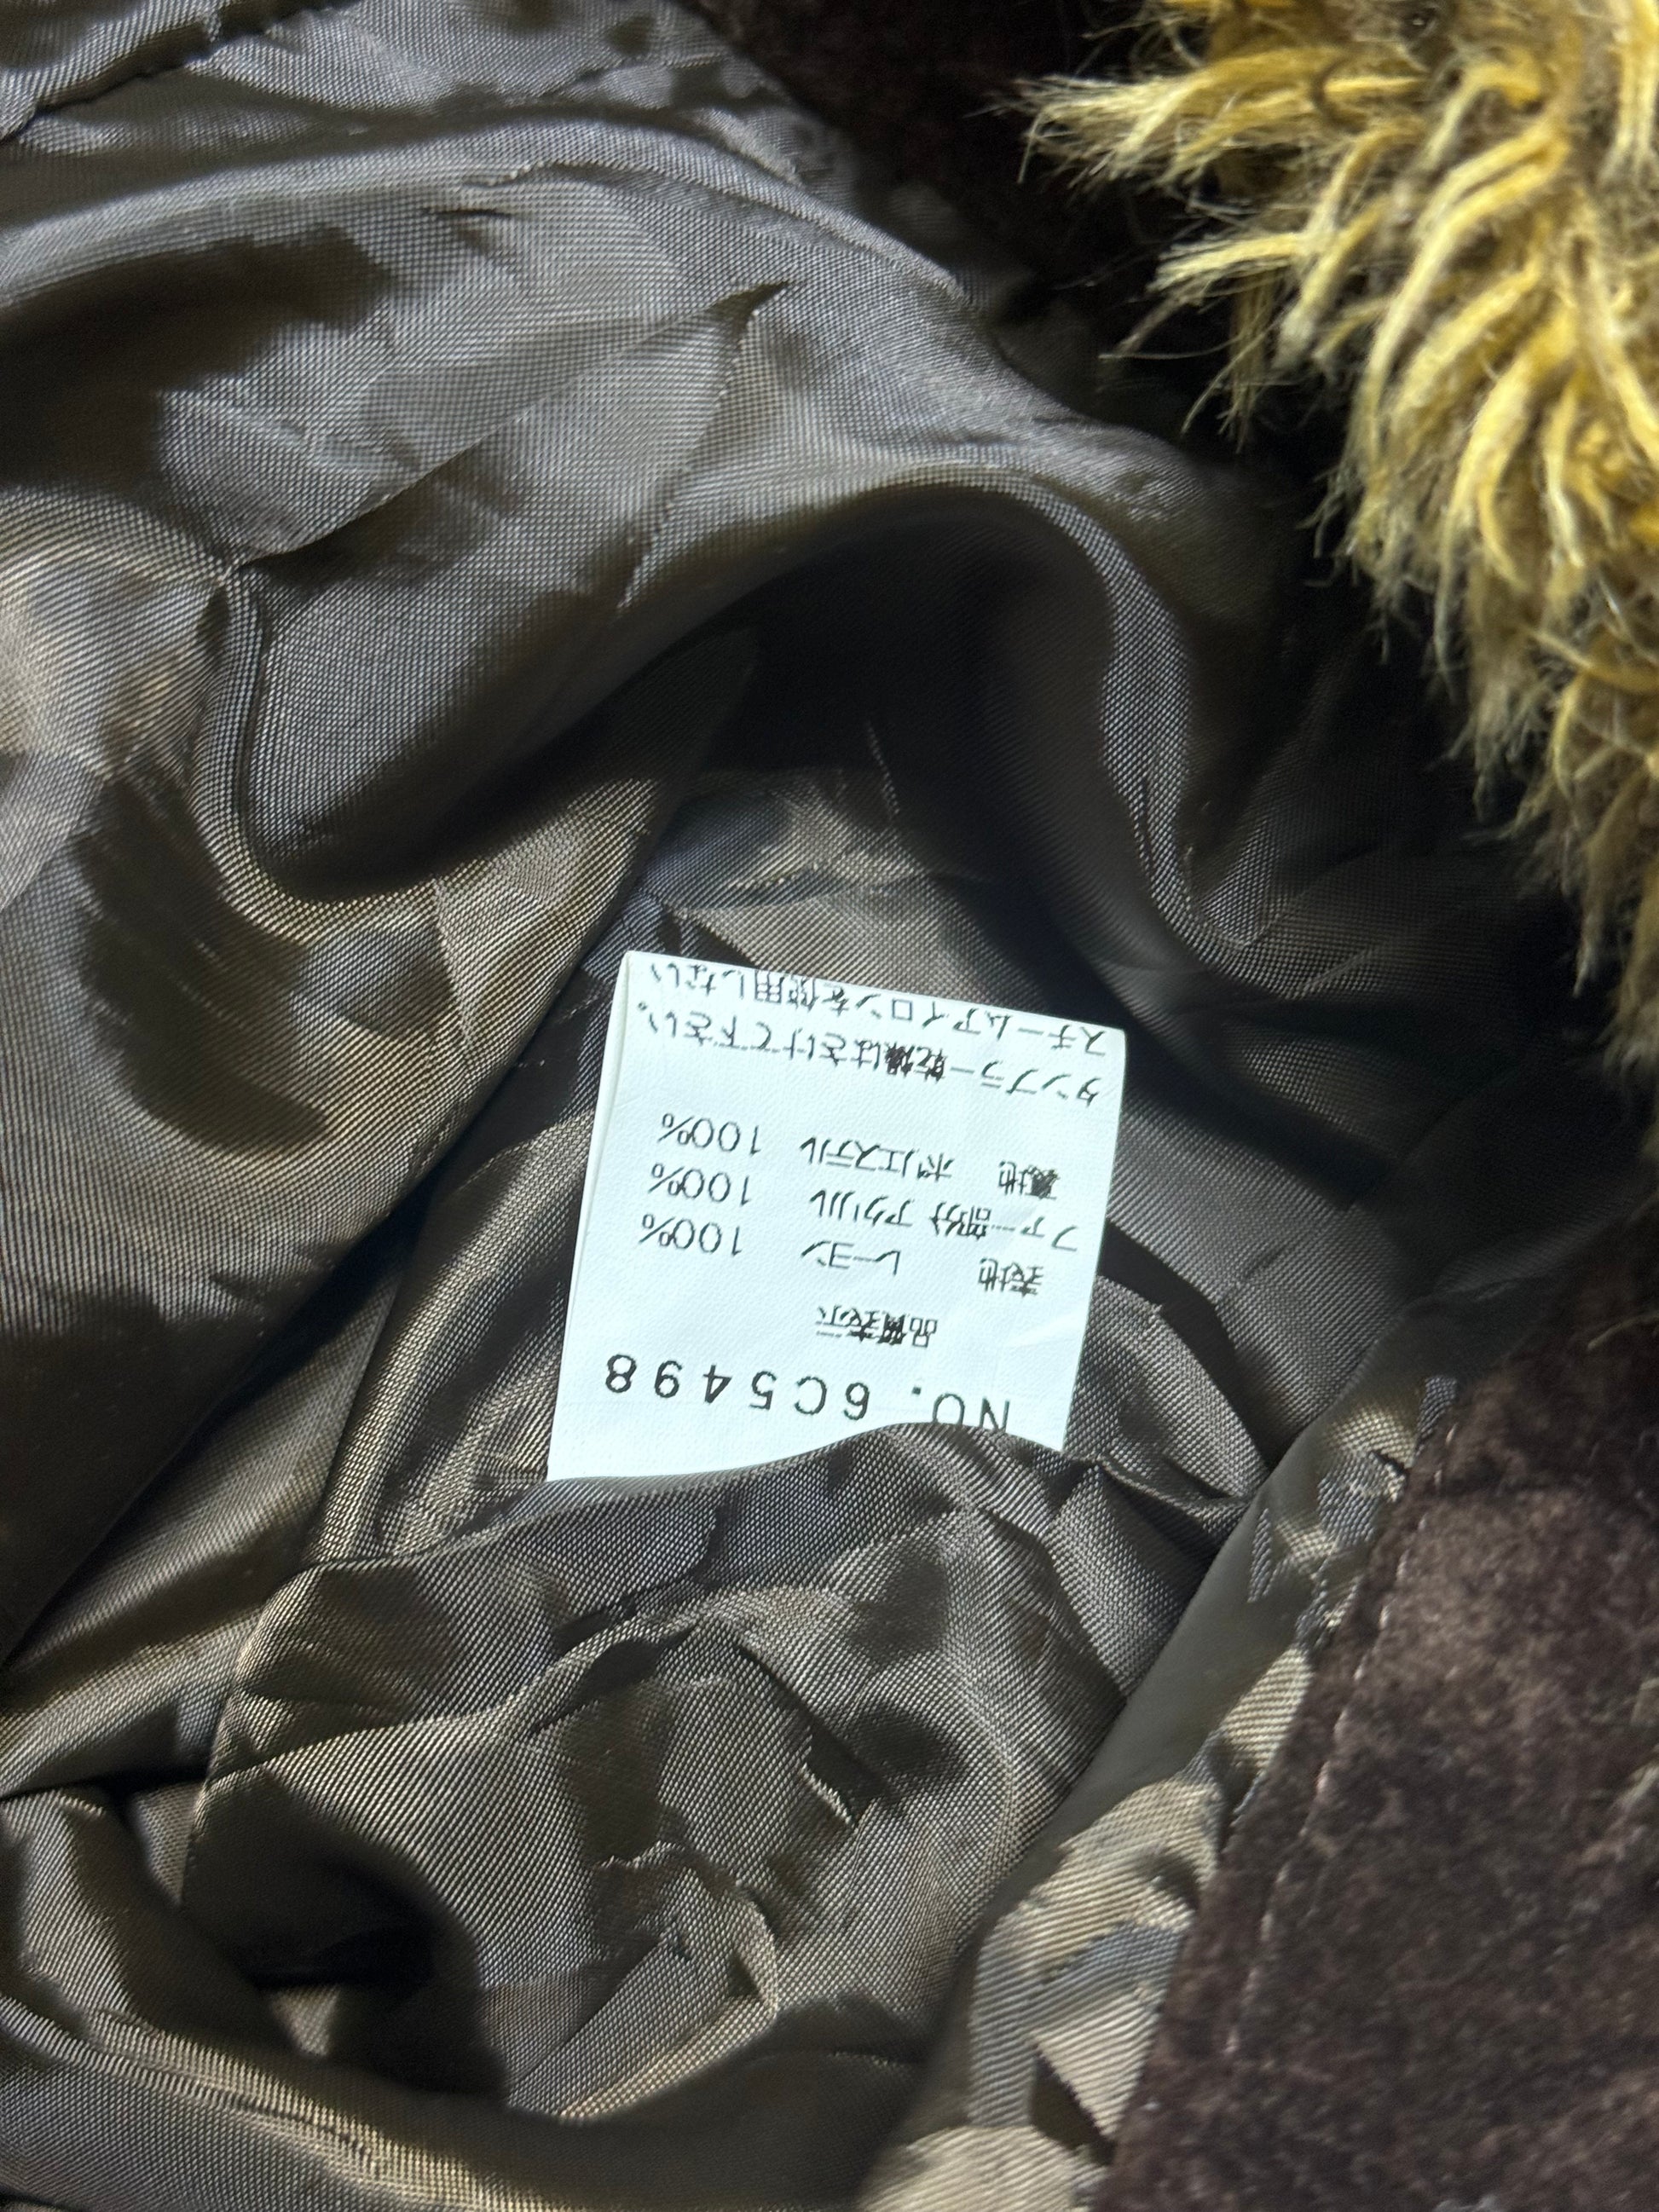 NO. 6C5498
品質表示
表地 レーヨン 100%
ファー部分 アクリル 100%
裏地 ポリエステル 100%
タンブラー乾燥はさけて下さい。
スチームアイロンを使用しない